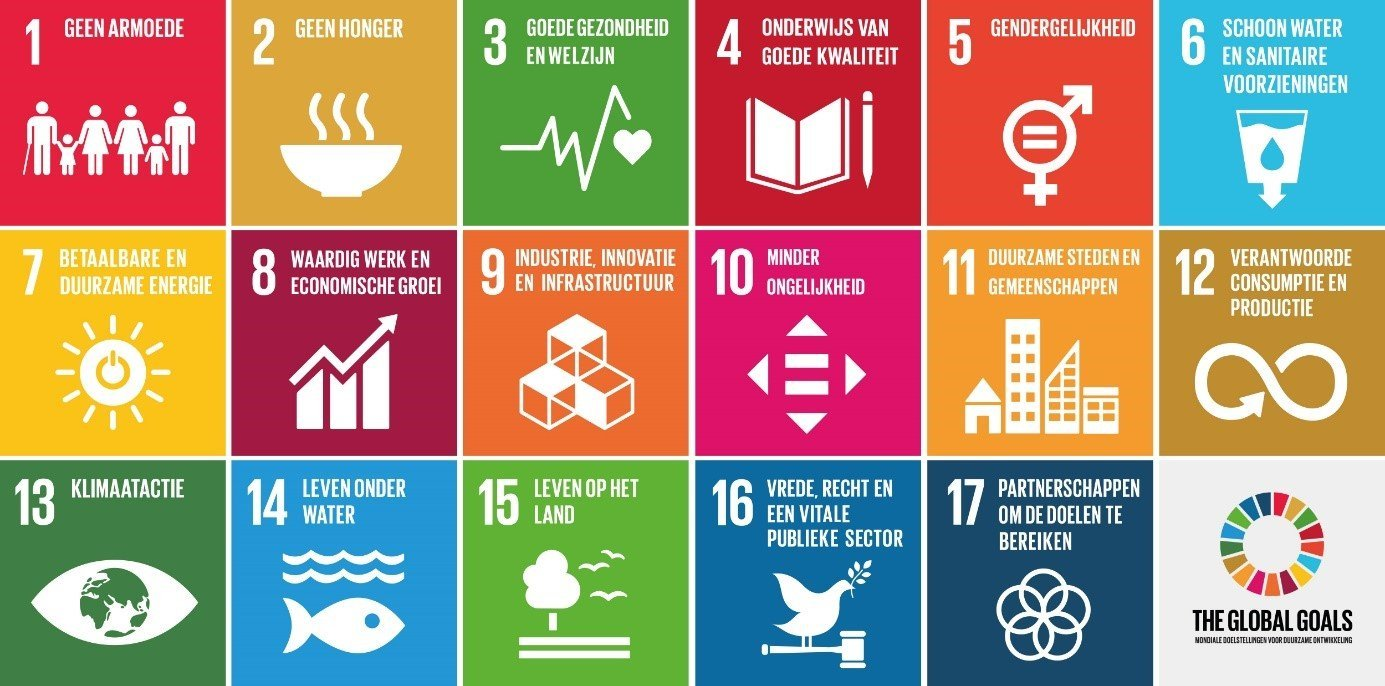 1 GEEN ARMOEDE
2 GEEN HONGER
3 GOEDE GEZONDHEID
EN WELZIJN
4 ONDERWIJS VAN
GOEDE KWALITEIT
5 GENDERGELIJKHEID
6 SCHOON WATER
EN SANITAIRE
VOORZIENINGEN
7 BETAALBARE EN
DUURZAME ENERGIE
8 WAARDIG WERK EN
ECONOMISCHE GROEI
9 INDUSTRIE, INNOVATIE
EN INFRASTRUCTUUR
10 MINDER
ONGELIJKHEID
11 DUURZAME STEDEN EN
GEMEENSCHAPPEN
12 VERANTWOORDE
CONSUMPTIE EN
PRODUCTIE
13 KLIMAATACTIE
14 LEVEN ONDER
WATER
15 LEVEN OP HET
LAND
16 VREDE, RECHT EN
EEN VITALE
PUBLIEKE SECTOR
17 PARTNERSCHAPPEN
OM DE DOELEN TE
BEREIKEN
THE GLOBAL GOALS
MONDIALE DOELSTELLINGEN VOOR DUURZAME ONTWIKKELING